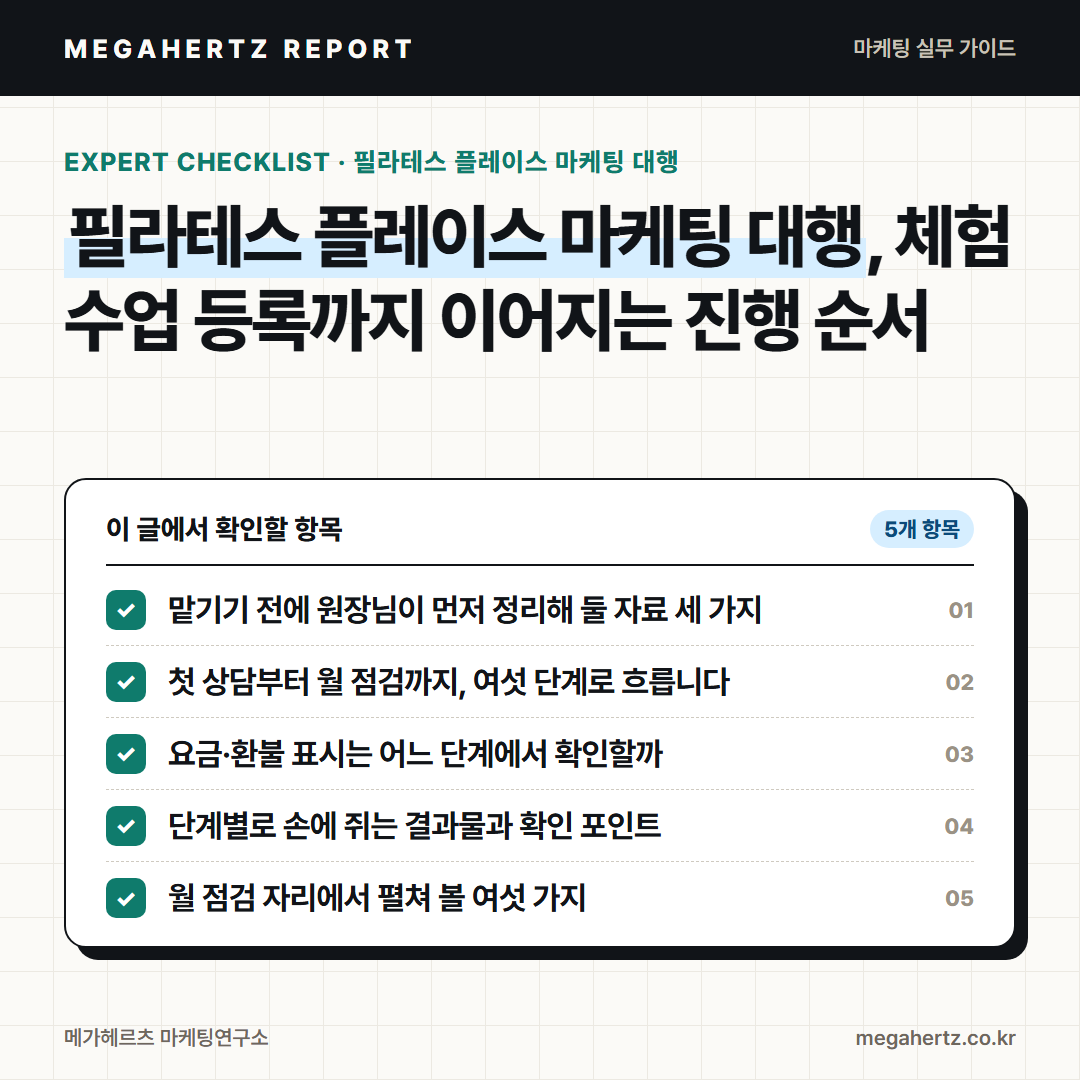 MEGAHERTZ REPORT
마케팅 실무 가이드
EXPERT CHECKLIST · 필라테스 플레이스 마케팅 대행
필라테스 플레이스 마케팅 대행, 체험
수업 등록까지 이어지는 진행 순서
이 글에서 확인할 항목
5개 항목
맡기기 전에 원장님이 먼저 정리해 둘 자료 세 가지
01
첫 상담부터 월 점검까지, 여섯 단계로 흐릅니다
02
요금·환불 표시는 어느 단계에서 확인할까
03
단계별로 손에 쥐는 결과물과 확인 포인트
04
월 점검 자리에서 펼쳐 볼 여섯 가지
05
메가헤르츠 마케팅연구소
megahertz.co.kr